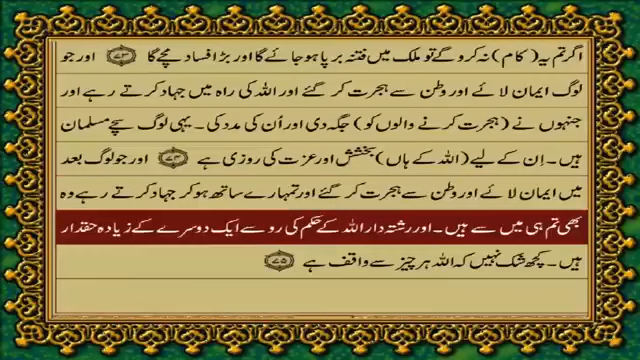 اگر تم یہ (کام) نہ کرو گے تو ملک میں فتنہ برپا ہو جائے گا اور بڑا فساد مچے گا ﴿۷۳﴾ اور جو
لوگ ایمان لائے اور وطن سے ہجرت کر گئے اور اللہ کی راہ میں جہاد کرتے رہے اور
جنہوں نے (ہجرت کرنے والوں کو) جگہ دی اور اُن کی مدد کی۔ یہی لوگ سچے مسلمان
ہیں۔ اِن کے لیے (اللہ کے ہاں) بخشش اور عزت کی روزی ہے ﴿۷۴﴾ اور جو لوگ بعد
میں ایمان لائے اور وطن سے ہجرت کر گئے اور تمہارے ساتھ ہو کر جہاد کرتے رہے وہ
بھی تم ہی میں سے ہیں۔ اور رشتہ دار اللہ کے حکم کی رو سے ایک دوسرے کے زیادہ حقدار
ہیں۔ کچھ شک نہیں کہ اللہ ہر چیز سے واقف ہے ﴿۷۵﴾